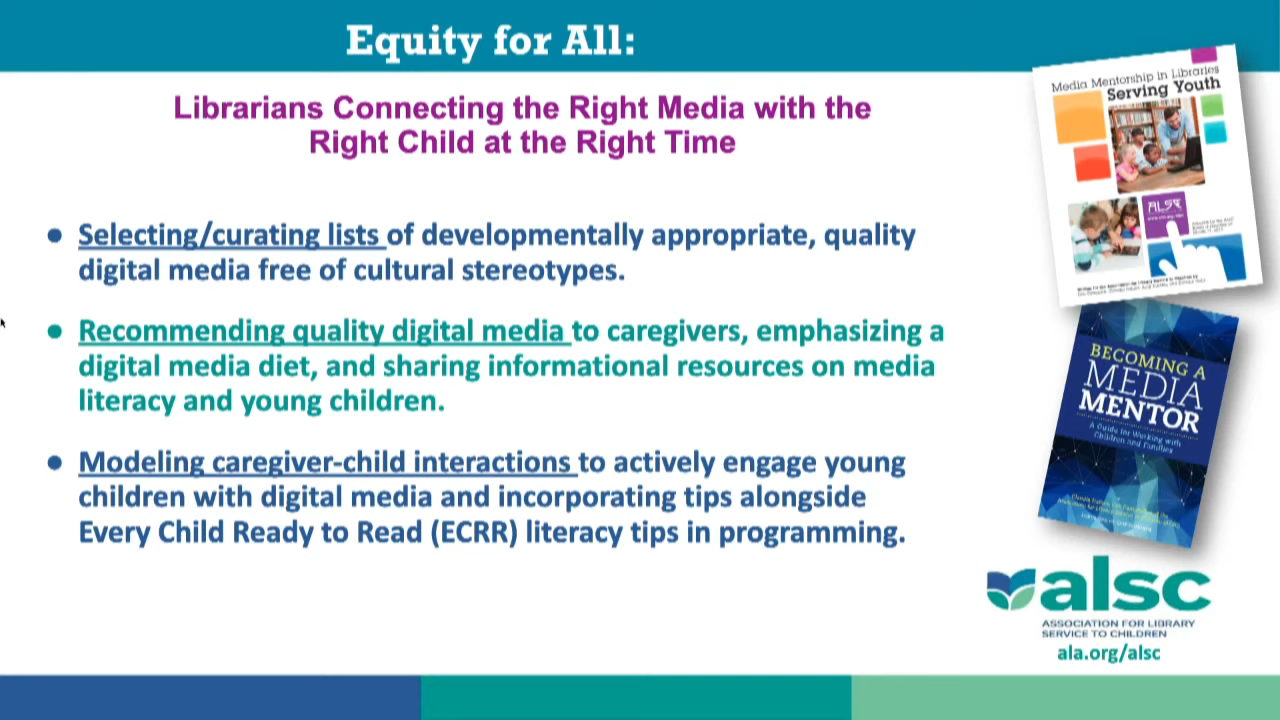 Equity for All:
Librarians Connecting the Right Media with the
Right Child at the Right Time
● Selecting/curating lists of developmentally appropriate, quality
digital media free of cultural stereotypes.
● Recommending quality digital media to caregivers, emphasizing a
digital media diet, and sharing informational resources on media
literacy and young children.
● Modeling caregiver-child interactions to actively engage young
children with digital media and incorporating tips alongside
Every Child Ready to Read (ECRR) literacy tips in programming.
Media Mentorship in Libraries
Serving Youth
ALSC
BECOMING A
MEDIA
MENTOR
A Guide for Working with
Children and Families
alsc
ASSOCIATION FOR LIBRARY
SERVICE TO CHILDREN
ala.org/alsc